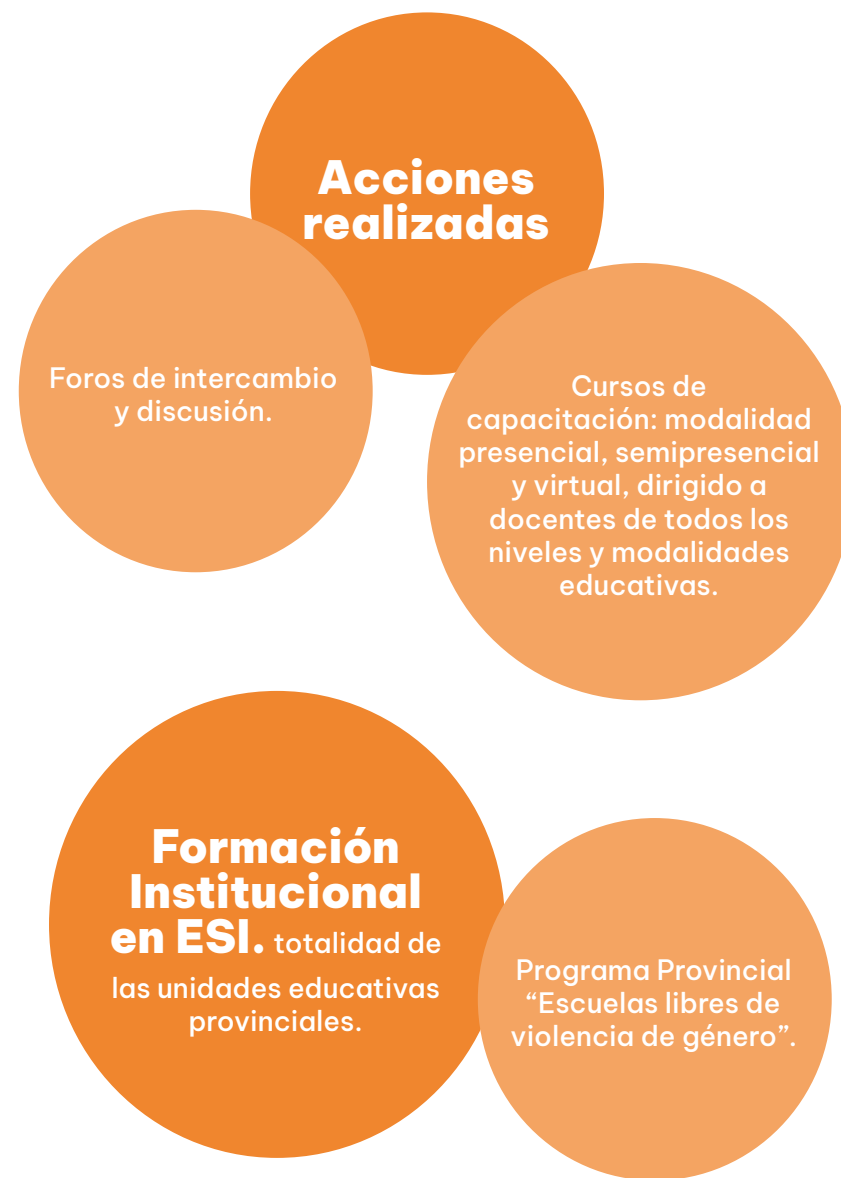 Acciones
realizadas
Foros de intercambio
y discusión.
Cursos de
capacitación: modalidad
presencial, semipresencial
y virtual, dirigido a
docentes de todos los
niveles y modalidades
educativas.
Formación
Institucional
en ESI. totalidad de
las unidades educativas
provinciales.
Programa Provincial
“Escuelas libres de
violencia de género”.